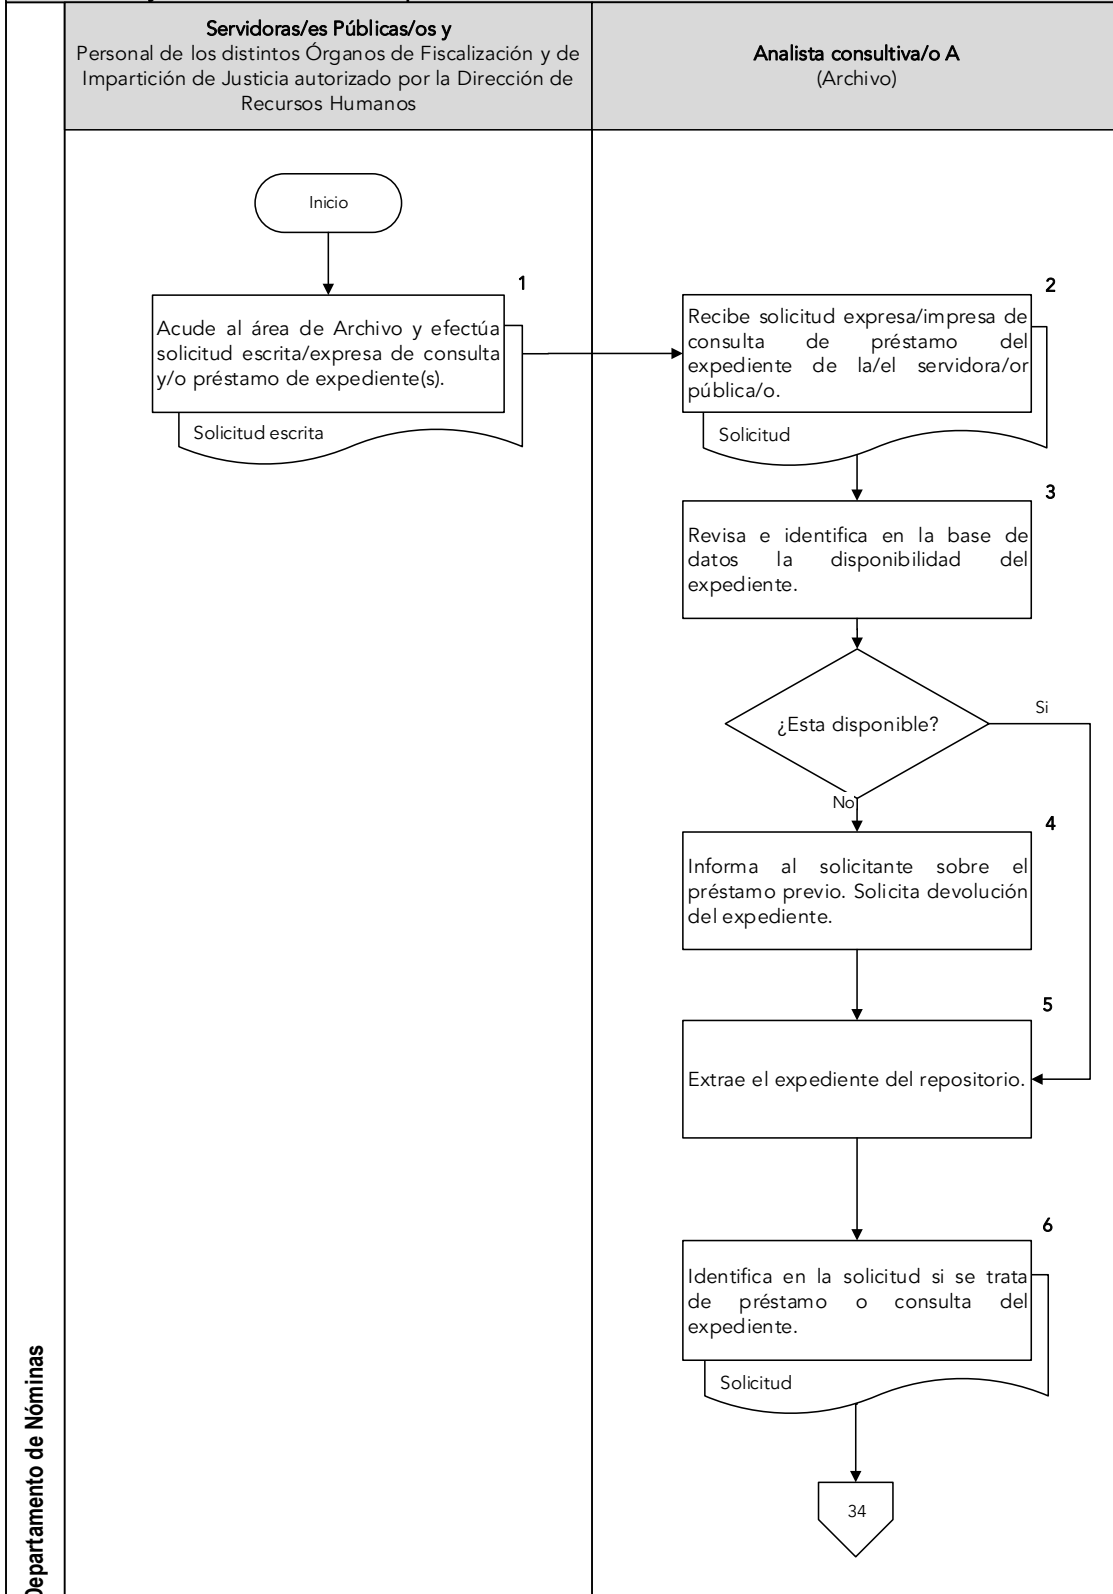 Servidoras/es Públicas/os y
Personal de los distintos Órganos de Fiscalización y de
Impartición de Justicia autorizado por la Dirección de
Recursos Humanos
Analista consultiva/o A
(Archivo)
Inicio
1
Acude al área de Archivo y efectúa
solicitud escrita/expresa de consulta
y/o préstamo de expediente(s).
Solicitud escrita
2
Recibe solicitud expresa/impresa de
consulta de préstamo del
expediente de la/el servidora/or
pública/o.
Solicitud
3
Revisa e identifica en la base de
datos la disponibilidad del
expediente.
¿Esta disponible?
Si
No
4
Informa al solicitante sobre el
préstamo previo. Solicita devolución
del expediente.
5
Extrae el expediente del repositorio.
6
Identifica en la solicitud si se trata
de préstamo o consulta del
expediente.
Solicitud
34
Departamento de Nóminas